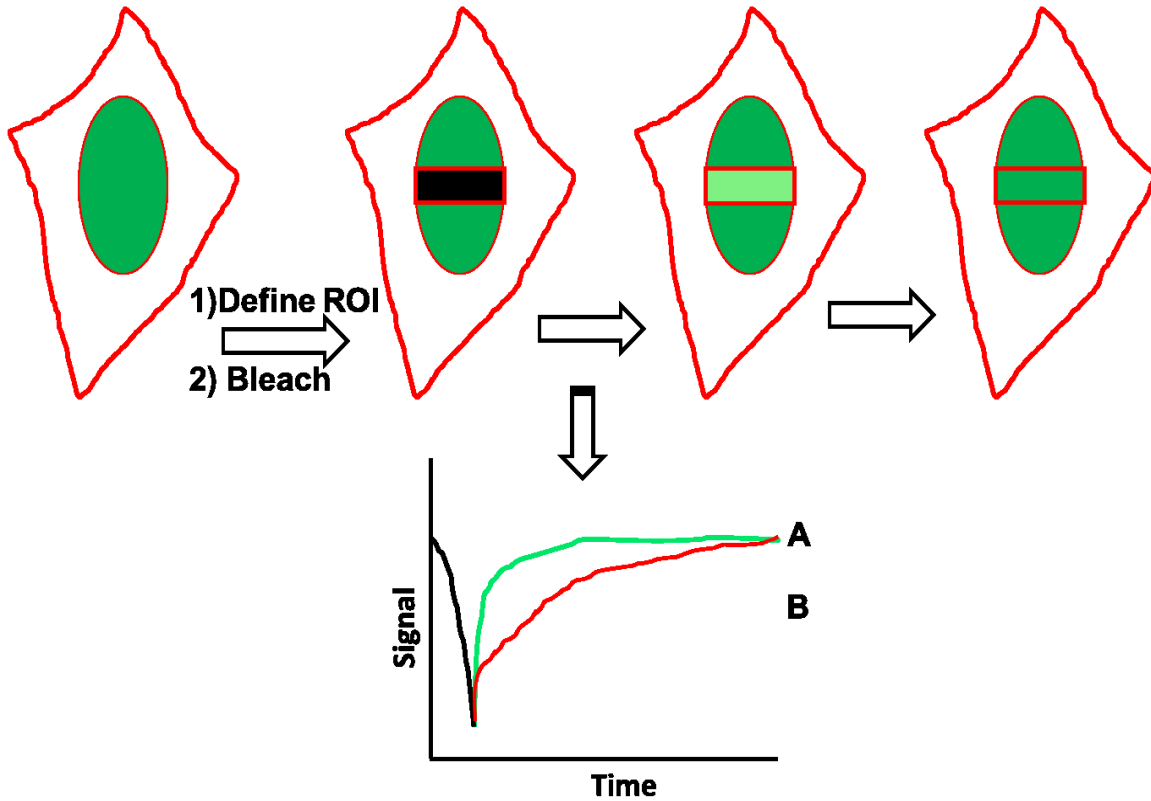 1)Define ROI
2) Bleach
A
B
Signal
Time